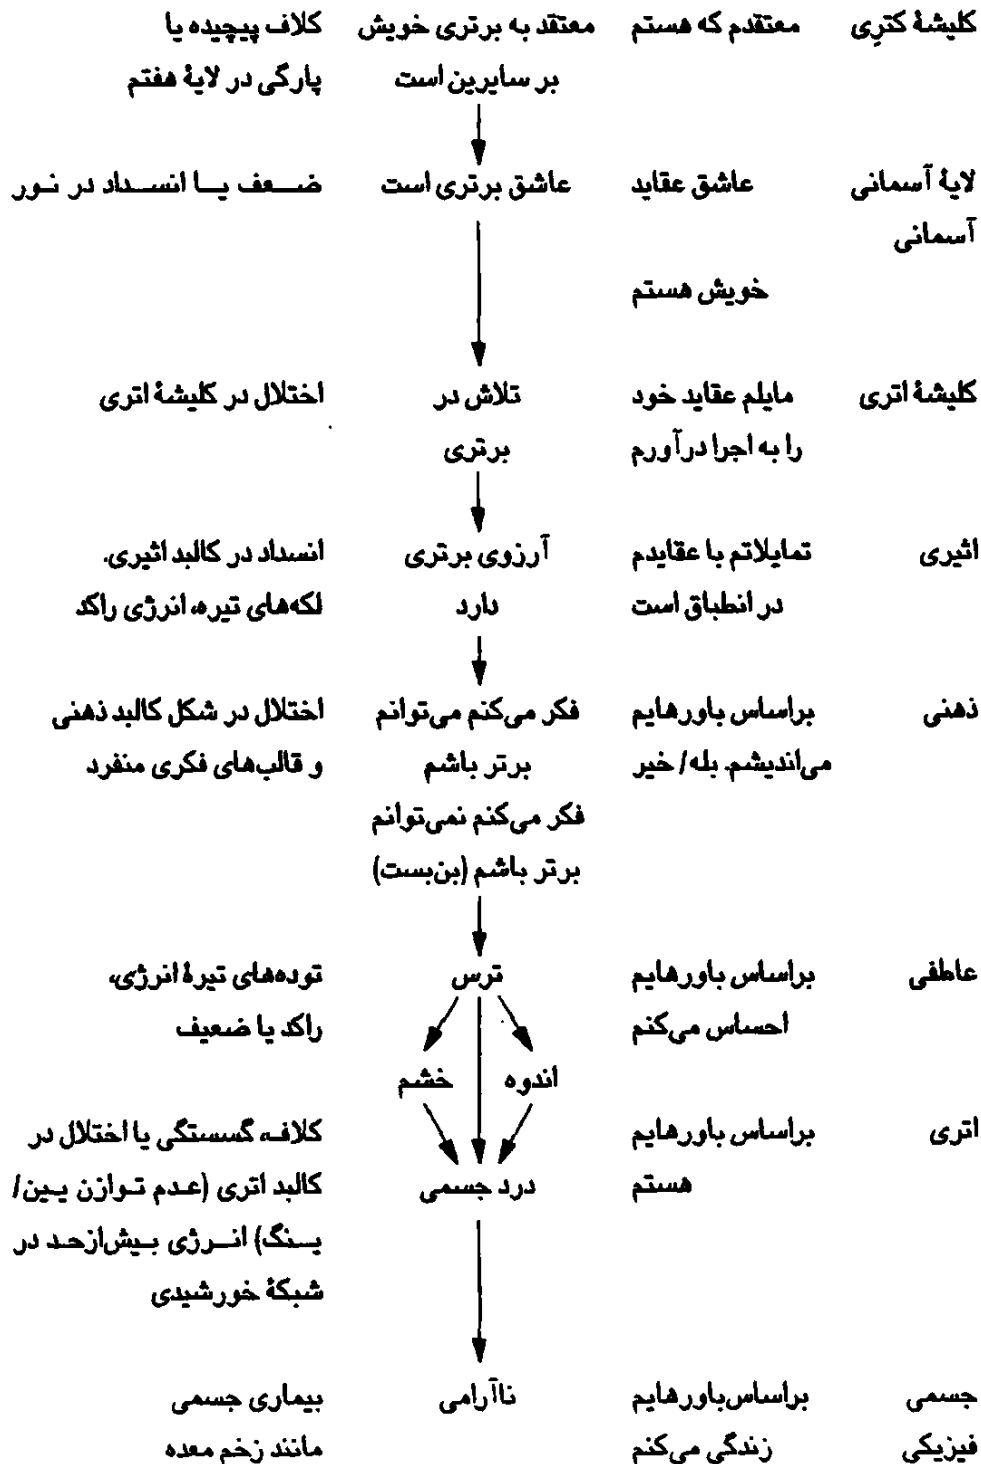 کلیشهٔ کتری معتقدم که هستم معتقد به برتری خویش کلاف پیچیده یا
بر سایرین است پارگی در لایهٔ هفتم
لایهٔ آسمانی عاشق عقاید عاشق برتری است ضعف یا انسداد در نور
آسمانی
خویش هستم
کلیشهٔ اتری مایلم عقاید خود تلاش در اختلال در کلیشهٔ اتری
را به اجرا درآورم برتری
اثیری تمایلاتم با عقایدم آرزوی برتری انسداد در کالبد اثیری.
در انطباق است دارد لکه‌های تیره، انرژی راکد
ذهنی براساس باورهایم فکر می‌کنم می‌توانم اختلال در شکل کالبد ذهنی
می‌اندیشم. بله/ خیر برتر باشم و قالب‌های فکری منفرد
فکر می‌کنم نمی‌توانم
برتر باشم (بن‌بست)
عاطفی براساس باورهایم ترس توده‌های تیرهٔ انرژی،
احساس می‌کنم راکد یا ضعیف
اندوه خشم
اتری براساس باورهایم کلافه گسستگی یا اختلال در
هستم درد جسمی کالبد اتری (عدم توازن یین/
ینگ) انرژی بیش‌ازحد در
شبکهٔ خورشیدی
جسمی براساس‌باورهایم ناآرامی بیماری جسمی
فیزیکی زندگی می‌کنم مانند زخم معده